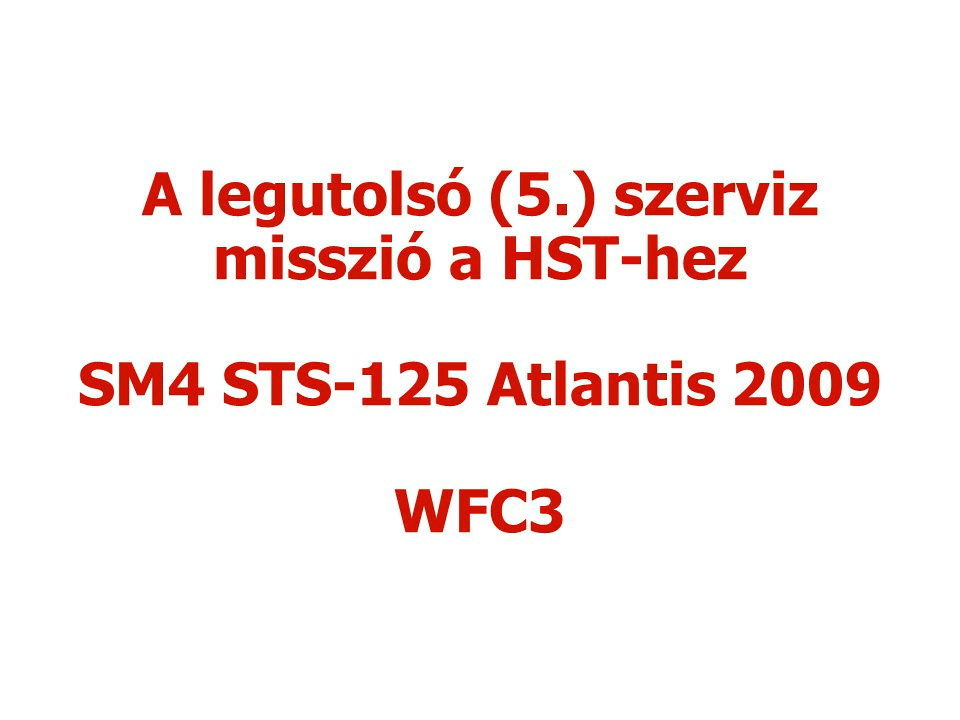 A legutolsó (5.) szerviz
misszió a HST-hez
SM4 STS-125 Atlantis 2009
WFC3